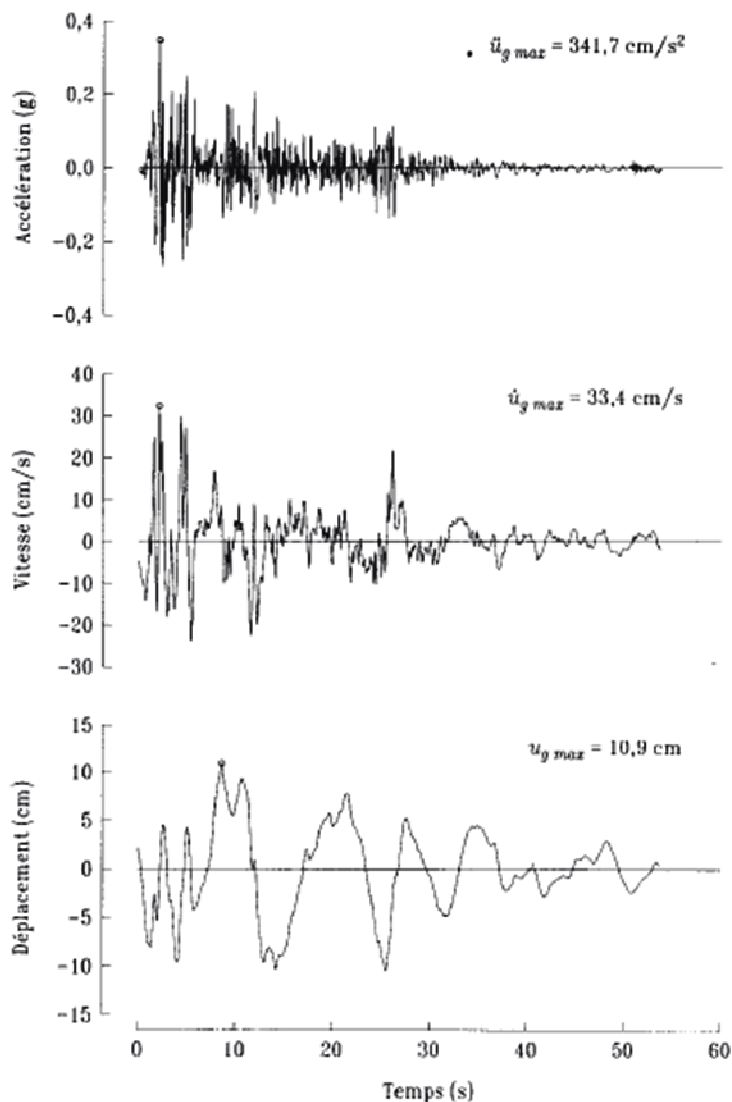 Accélération (g)
0,4
0,2
0.0
-0,2
-0,4
ü_g max = 341,7 cm/s²
Vitesse (cm/s)
40
30
20
10
0
-10
-20
-30
u̇_g max = 33,4 cm/s
Déplacement (cm)
15
10
5
0
-5
-10
-15
u_g max = 10,9 cm
0 10 20 30 40 50 60
Temps (s)